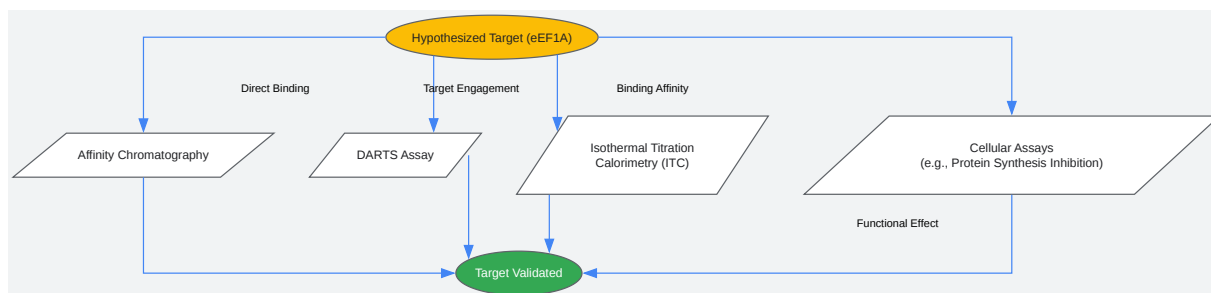 Hypothesized Target (eEF1A)
Direct Binding
Target Engagement
Binding Affinity
Affinity Chromatography
DARTS Assay
Isothermal Titration
Calorimetry (ITC)
Cellular Assays
(e.g., Protein Synthesis Inhibition)
Functional Effect
Target Validated